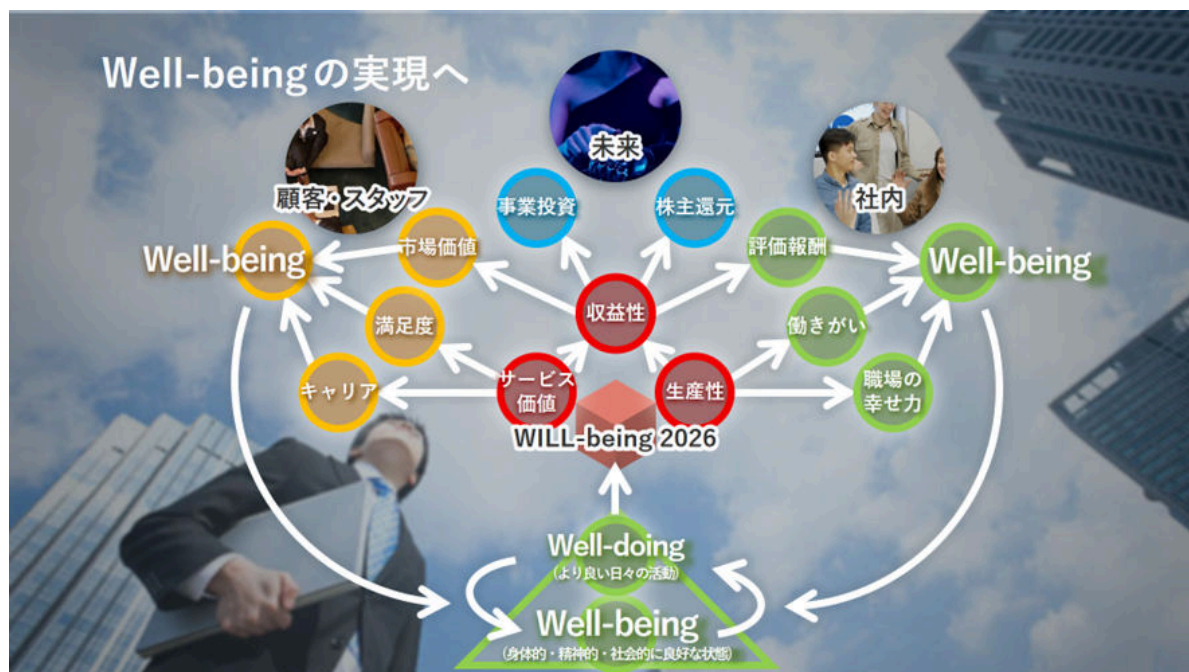 Well-beingの実現へ
未来
顧客・スタッフ
社内
事業投資
株主還元
市場価値
評価報酬
Well-being
Well-being
収益性
満足度
働きがい
キャリア
サービス
価値
生産性
職場の
幸せ力
WILL-being 2026
Well-doing
(より良い日々の活動)
Well-being
(身体的・精神的・社会的に良好な状態)